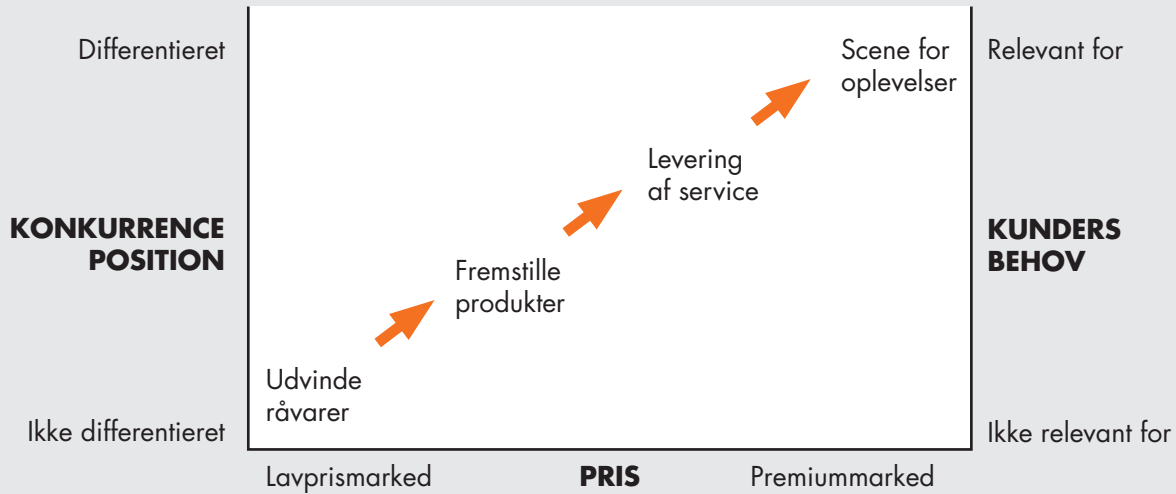 Differentieret
Scene for
oplevelser
Relevant for
Levering
af service
KONKURRENCE
POSITION
KUNDERS
BEHOV
Fremstille
produkter
Udvinde
råvarer
Ikke differentieret
Ikke relevant for
Lavprismarked
PRIS
Premiummarked